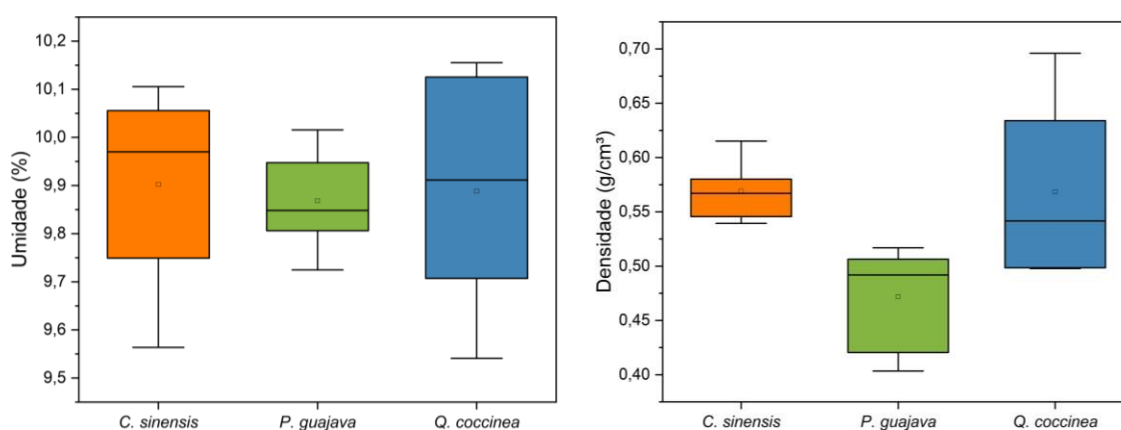 Umidade (%)
10,2
10,1
10,0
9,9
9,8
9,7
9,6
9,5
C. sinensis
P. guajava
Q. coccinea
Densidade (g/cm³)
0,70
0,65
0,60
0,55
0,50
0,45
0,40
C. sinensis
P. guajava
Q. coccinea